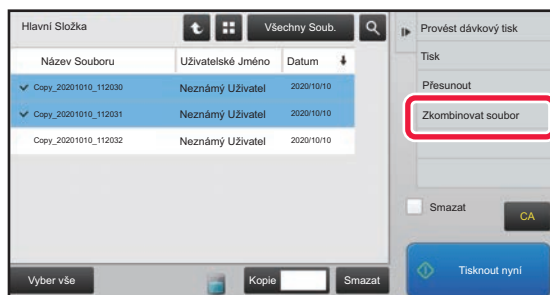 Hlavní Složka
Všechny Soub.
Název Souboru Uživatelské Jméno Datum
Copy_20201010_112030 Neznámý Uživatel 2020/10/10
Copy_20201010_112031 Neznámý Uživatel 2020/10/10
Copy_20201010_112032 Neznámý Uživatel 2020/10/10
Vyber vše
Kopie
Smazat
Provést dávkový tisk
Tisk
Přesunout
Zkombinovat soubor
Smazat
CA
Tisknout nyní